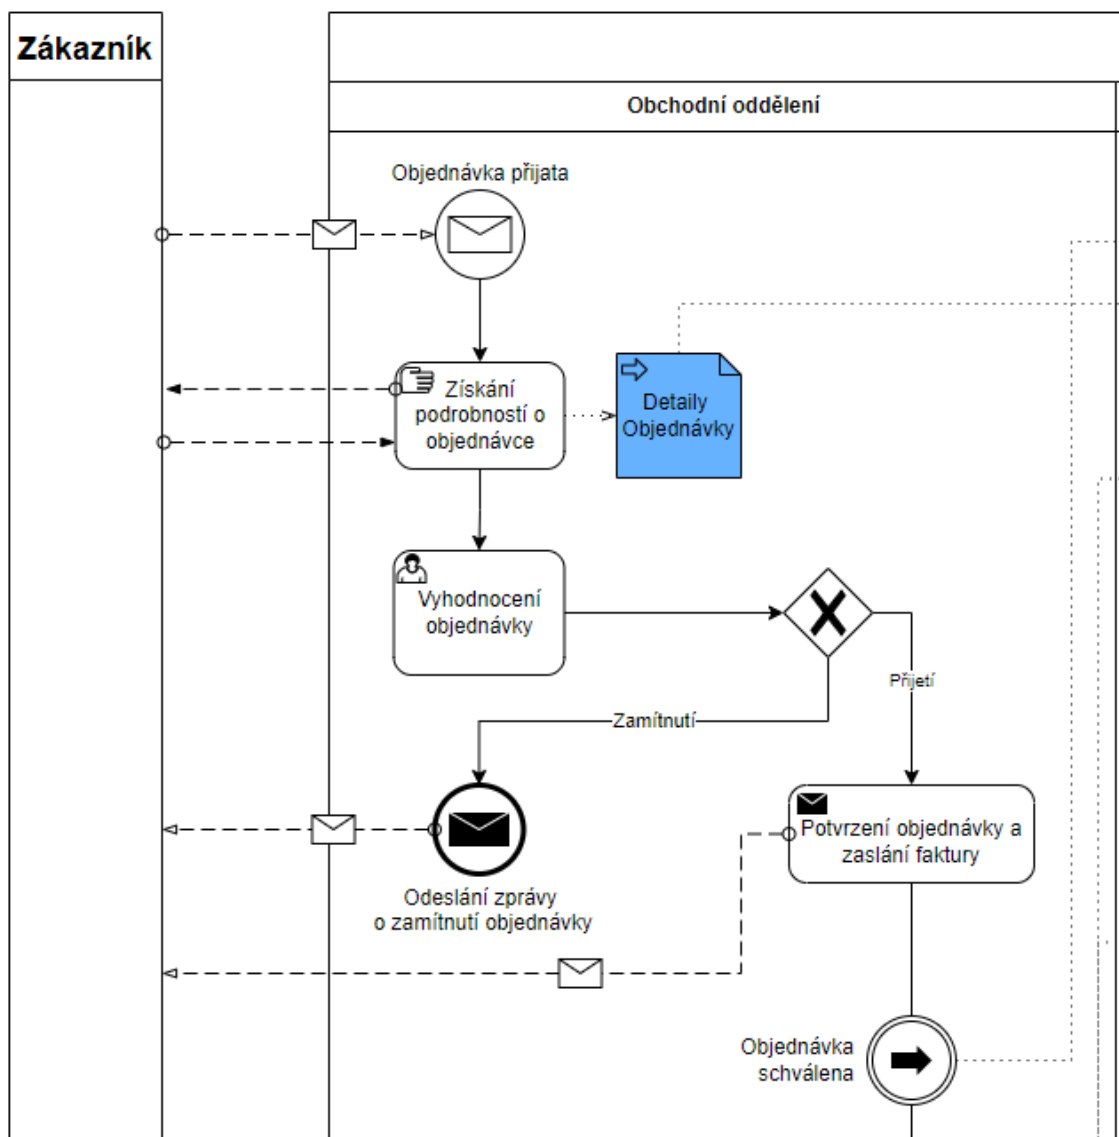 Zákazník
Obchodní oddělení
Objednávka přijata
Získání
podrobností o
objednávce
Detaily
Objednávky
Vyhodnocení
objednávky
Přijetí
Zamítnutí
Potvrzení objednávky a
zaslání faktury
Odeslání zprávy
o zamítnutí objednávky
Objednávka
schválena